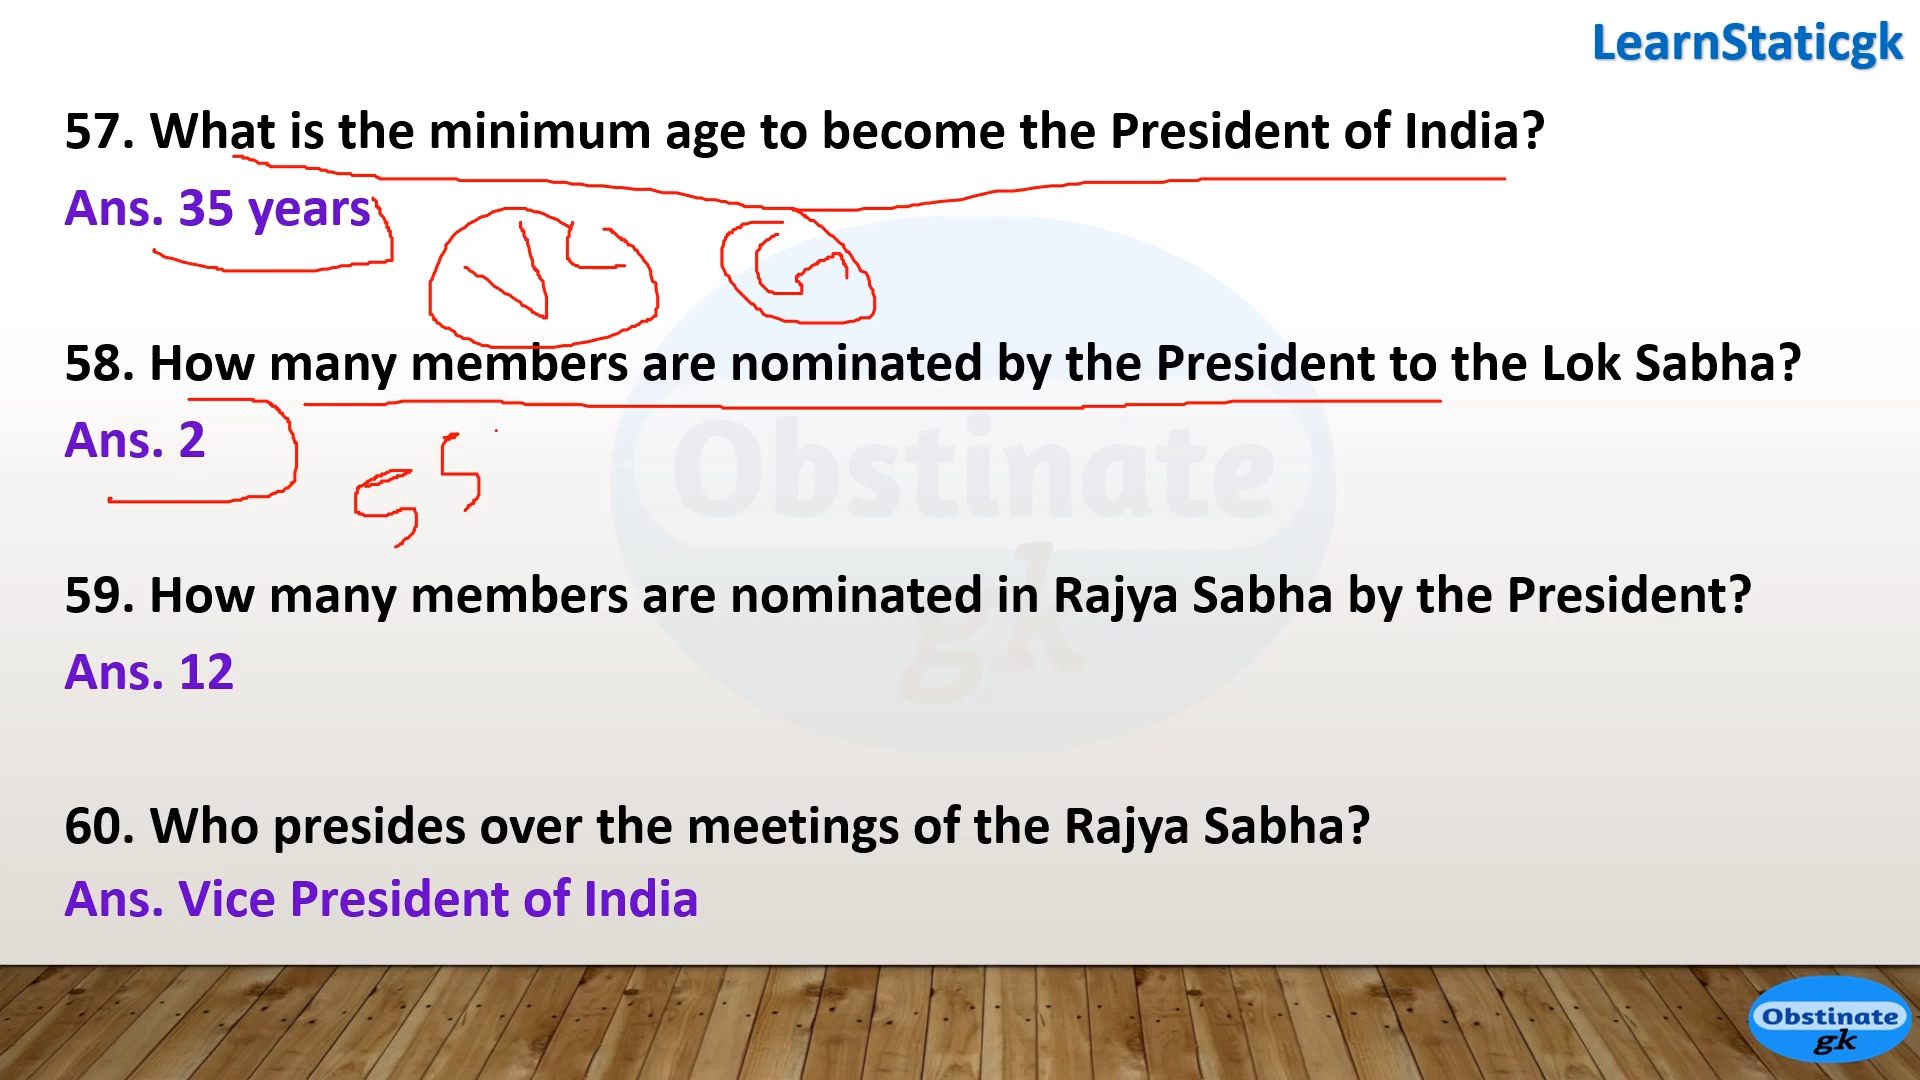 LearnStaticgk
57. What is the minimum age to become the President of India?
Ans. 35 years
58. How many members are nominated by the President to the Lok Sabha?
Ans. 2
55
59. How many members are nominated in Rajya Sabha by the President?
Ans. 12
60. Who presides over the meetings of the Rajya Sabha?
Ans. Vice President of India
Obstinate
gk
Obstinate
gk